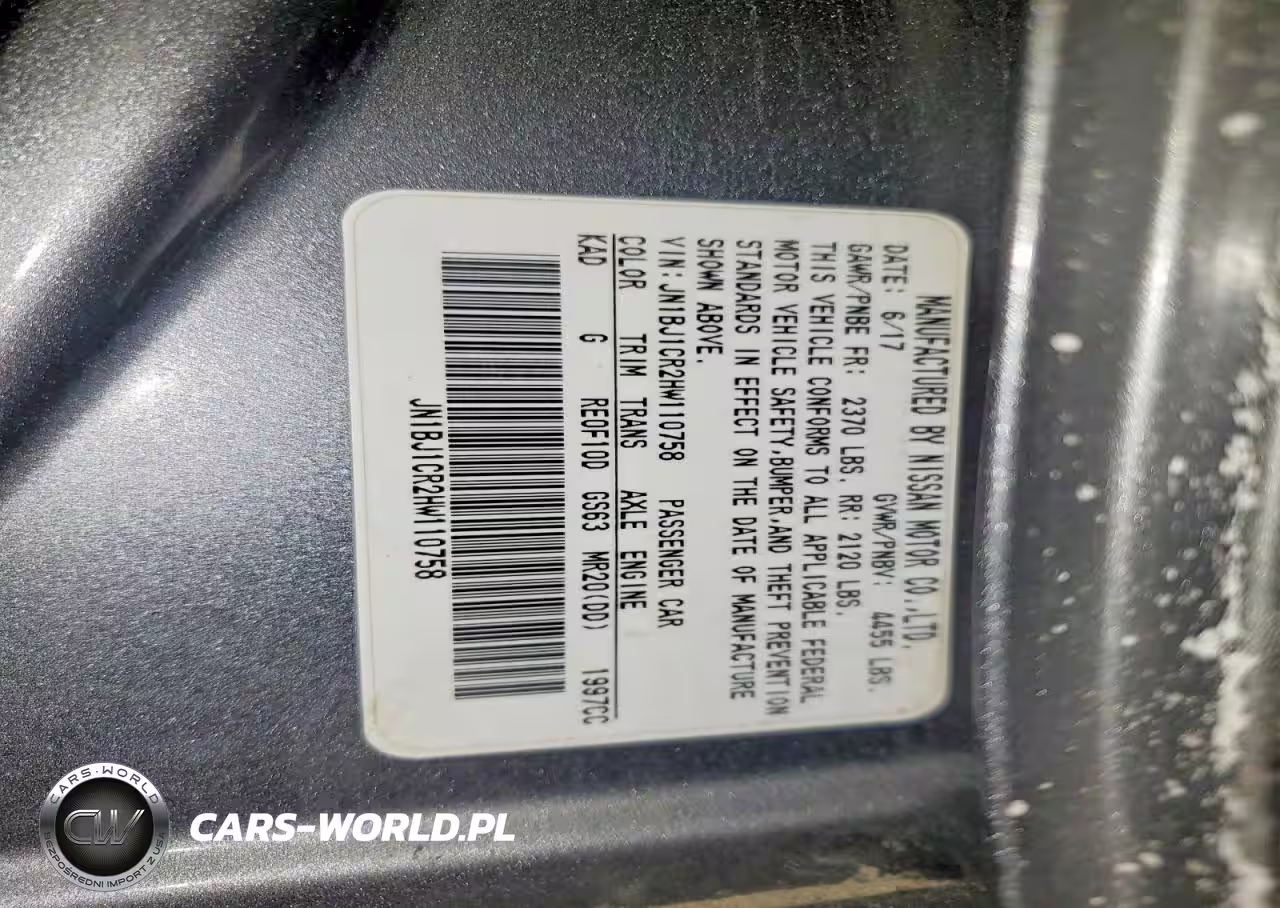 MANUFACTURED BY NISSAN MOTOR CO.,LTD.
DATE: 6/17 GVWR/PNBV: 4455 LBS.
GAWR/PNBE FR: 2370 LBS. RR: 2120 LBS.
THIS VEHICLE CONFORMS TO ALL APPLICABLE FEDERAL
MOTOR VEHICLE SAFETY,BUMPER,AND THEFT PREVENTION
STANDARDS IN EFFECT ON THE DATE OF MANUFACTURE
SHOWN ABOVE.
VIN: JN1BJ1CR2HW110758 PASSENGER CAR
COLOR TRIM TRANS AXLE ENGINE
KAD G RE0F10D GS63 MR20(DD) 1997CC
JN1BJ1CR2HW110758
CARS-WORLD
CW
BEZPOŚREDNI IMPORT Z USA
CARS-WORLD.PL